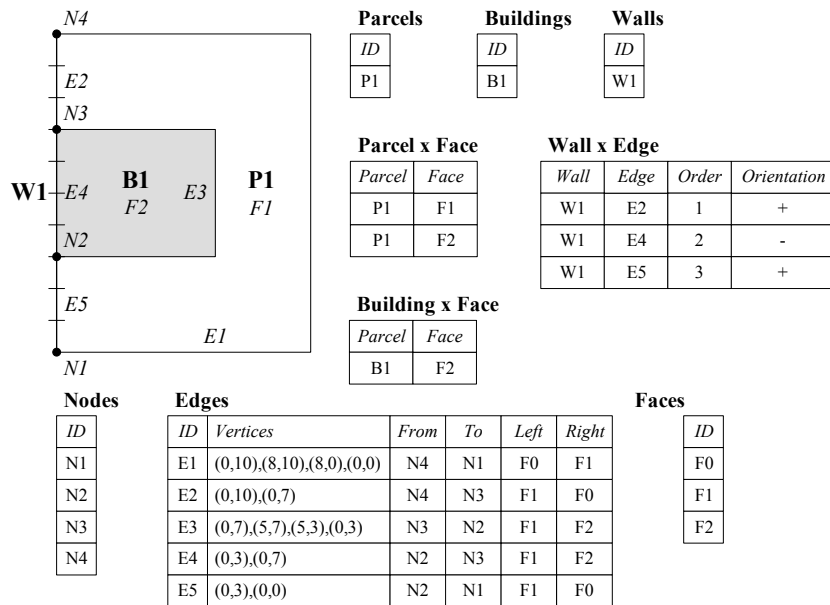 N4
E2
N3
W1 E4 B1 E3 P1
F2 F1
N2
E5
E1
N1
Parcels Buildings Walls
ID ID ID
P1 B1 W1
Parcel x Face
Parcel Face
P1 F1
P1 F2
Wall x Edge
Wall Edge Order Orientation
W1 E2 1 +
W1 E4 2 -
W1 E5 3 +
Building x Face
Parcel Face
B1 F2
Nodes
ID
N1
N2
N3
N4
Edges
ID Vertices From To Left Right
E1 (0,10),(8,10),(8,0),(0,0) N4 N1 F0 F1
E2 (0,10),(0,7) N4 N3 F1 F0
E3 (0,7),(5,7),(5,3),(0,3) N3 N2 F1 F2
E4 (0,3),(0,7) N2 N3 F1 F2
E5 (0,3),(0,0) N2 N1 F1 F0
Faces
ID
F0
F1
F2